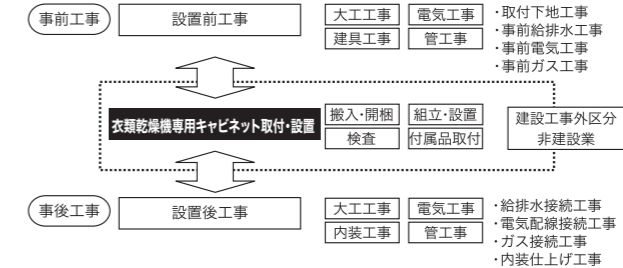 事前工事
設置前工事
大工工事 電気工事
建具工事 管工事
・取付下地工事
・事前給排水工事
・事前電気工事
・事前ガス工事
衣類乾燥機専用キャビネット取付・設置
搬入・開梱 組立・設置
検査 付属品取付
建設工事外区分
非建設業
事後工事
設置後工事
大工工事 電気工事
内装工事 管工事
・給排水接続工事
・電気配線接続工事
・ガス接続工事
・内装仕上げ工事